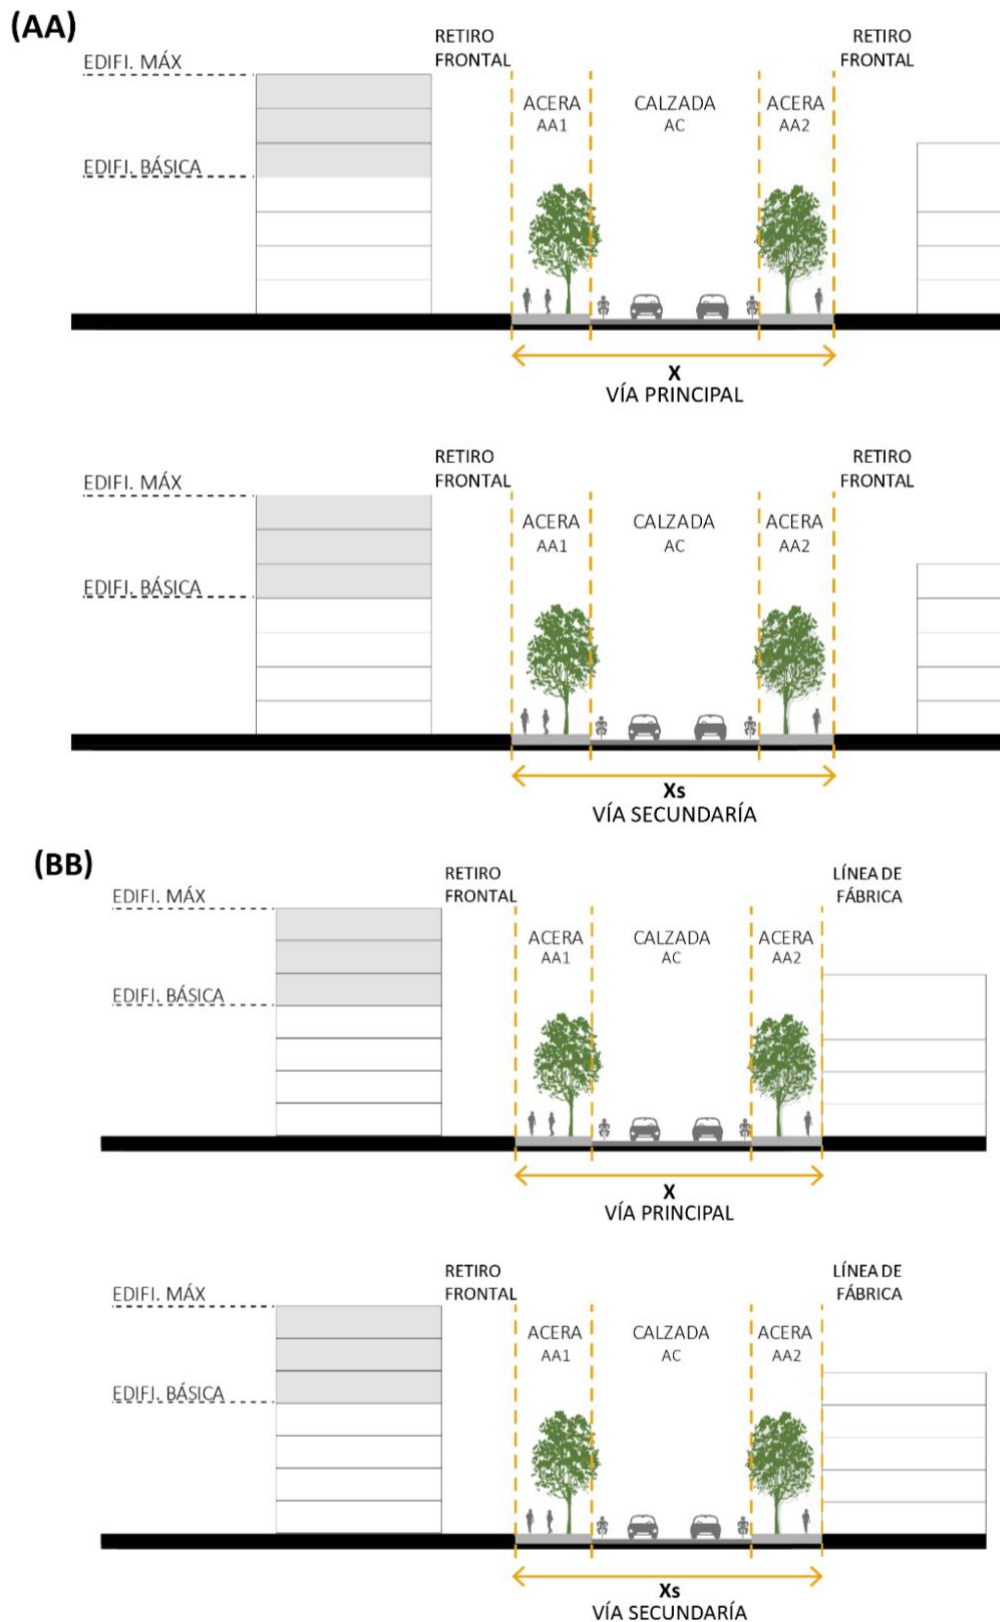 (AA)
RETIRO
FRONTAL
RETIRO
FRONTAL
EDIFI. MÁX
ACERA
AA1
CALZADA
AC
ACERA
AA2
EDIFI. BÁSICA
X
VÍA PRINCIPAL
RETIRO
FRONTAL
RETIRO
FRONTAL
EDIFI. MÁX
ACERA
AA1
CALZADA
AC
ACERA
AA2
EDIFI. BÁSICA
Xs
VÍA SECUNDARÍA
(BB)
RETIRO
FRONTAL
LÍNEA DE
FÁBRICA
EDIFI. MÁX
ACERA
AA1
CALZADA
AC
ACERA
AA2
EDIFI. BÁSICA
X
VÍA PRINCIPAL
RETIRO
FRONTAL
LÍNEA DE
FÁBRICA
EDIFI. MÁX
ACERA
AA1
CALZADA
AC
ACERA
AA2
EDIFI. BÁSICA
Xs
VÍA SECUNDARÍA